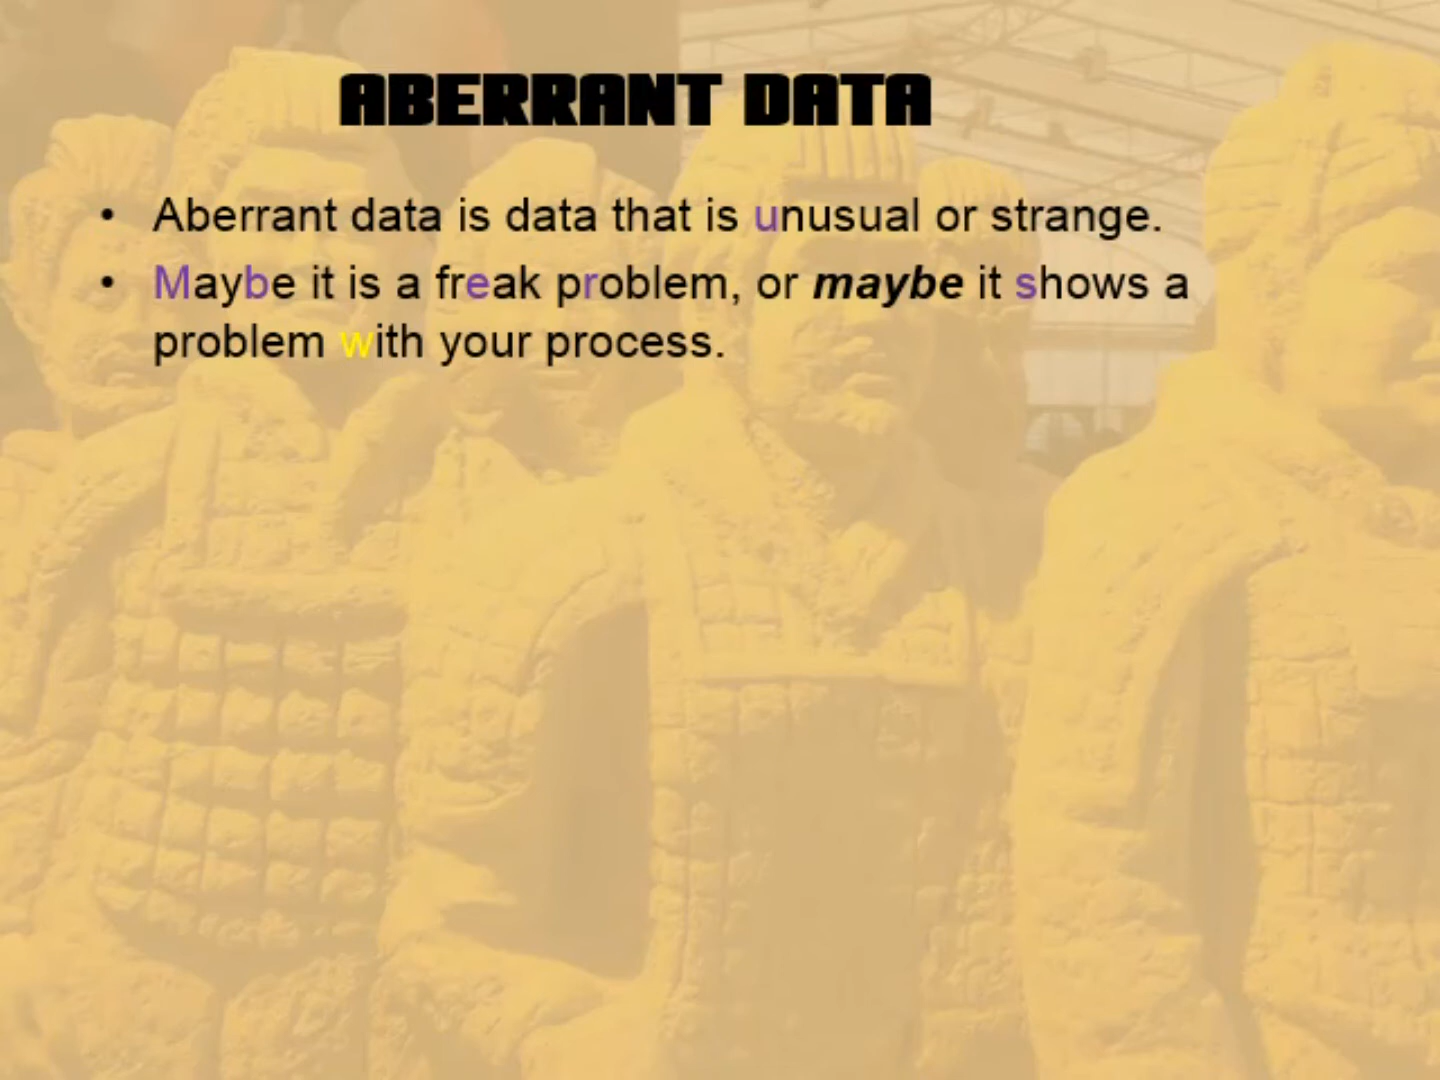 ABERRANT DATA
• Aberrant data is data that is unusual or strange.
• Maybe it is a freak problem, or maybe it shows a
problem with your process.